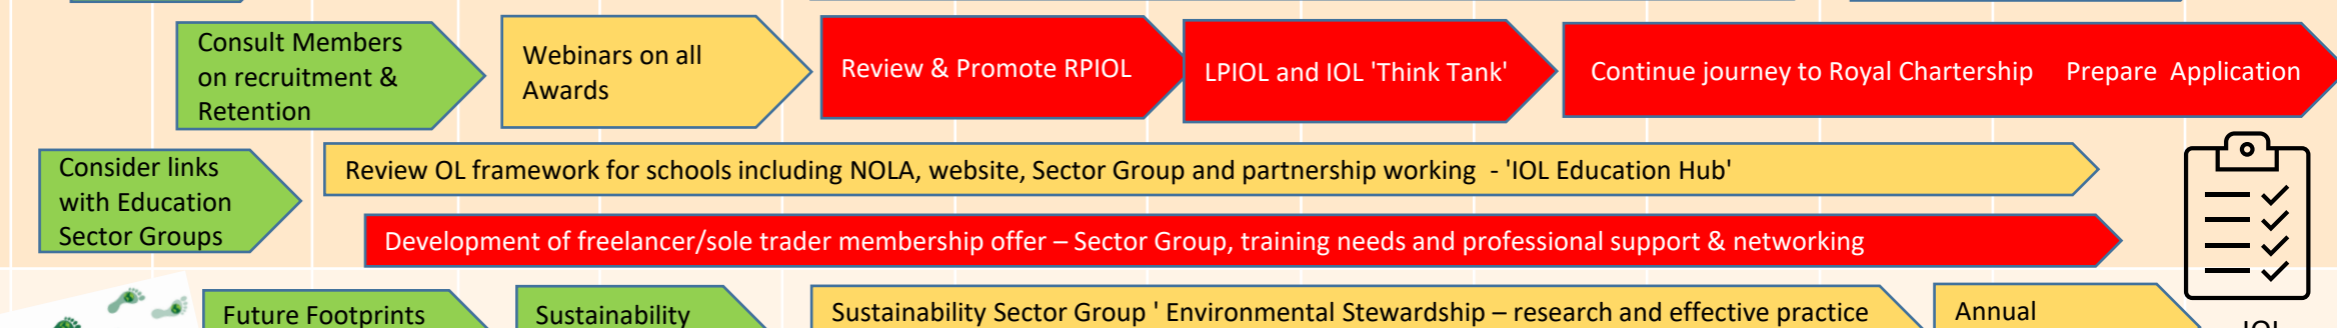 Consult Members
on recruitment &
Retention
Webinars on all
Awards
Review & Promote RPIOL
LPIOL and IOL 'Think Tank'
Continue journey to Royal Chartership Prepare Application
Consider links
with Education
Sector Groups
Review OL framework for schools including NOLA, website, Sector Group and partnership working - 'IOL Education Hub'
Development of freelancer/sole trader membership offer – Sector Group, training needs and professional support & networking
Future Footprints
Sustainability
Sustainability Sector Group ' Environmental Stewardship – research and effective practice
Annual
IOL